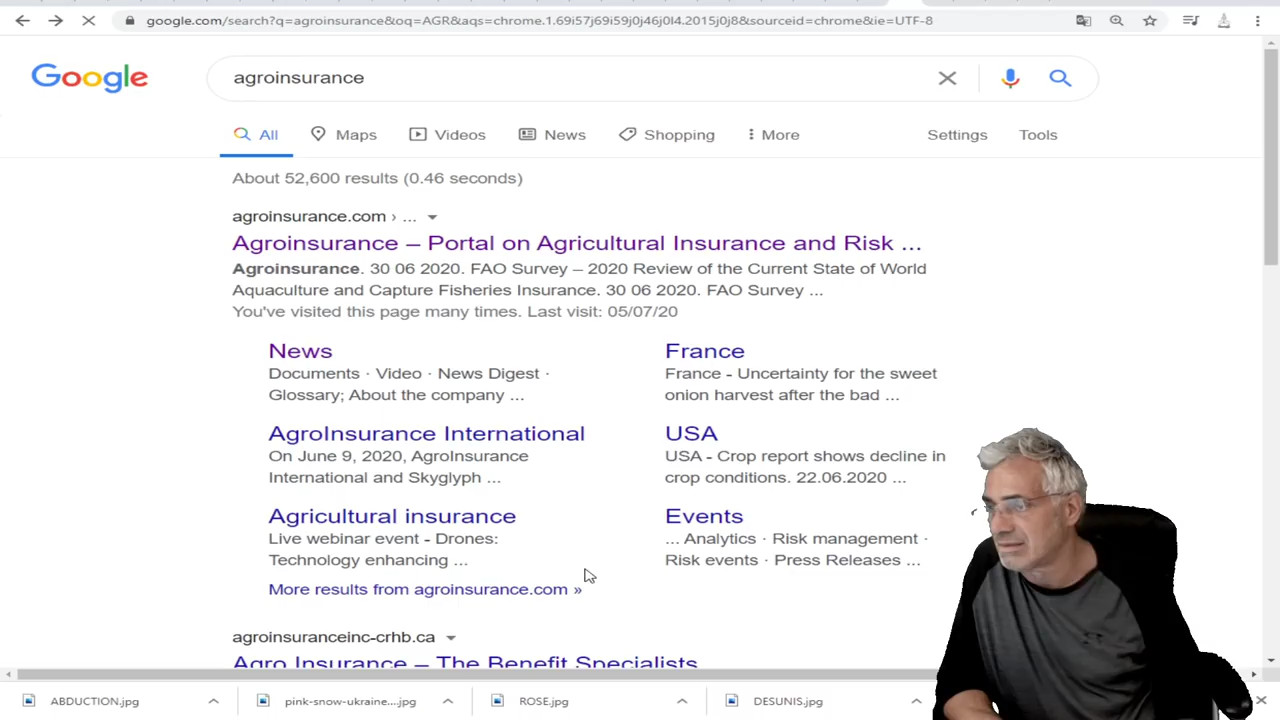 google.com/search?q=agroinsurance&oq=AGR&aqs=chrome.1.69i57j69i59j0j46j0l4.2015j0j8&sourceid=chrome&ie=UTF-8
Google
agroinsurance
All Maps Videos News Shopping More Settings Tools
About 52,600 results (0.46 seconds)
agroinsurance.com › ...
Agroinsurance – Portal on Agricultural Insurance and Risk ...
Agroinsurance. 30 06 2020. FAO Survey – 2020 Review of the Current State of World
Aquaculture and Capture Fisheries Insurance. 30 06 2020. FAO Survey ...
You've visited this page many times. Last visit: 05/07/20
News
Documents · Video · News Digest ·
Glossary; About the company ...
France
France - Uncertainty for the sweet
onion harvest after the bad ...
AgroInsurance International
On June 9, 2020, AgroInsurance
International and Skyglyph ...
USA
USA - Crop report shows decline in
crop conditions. 22.06.2020 ...
Agricultural insurance
Live webinar event - Drones:
Technology enhancing ...
Events
... Analytics · Risk management ·
Risk events · Press Releases ...
More results from agroinsurance.com »
agroinsuranceinc-crhb.ca
Agro Insurance – The Benefit Specialists
ABDUCTION.jpg pink-snow-ukraine....jpg ROSE.jpg DESUNIS.jpg